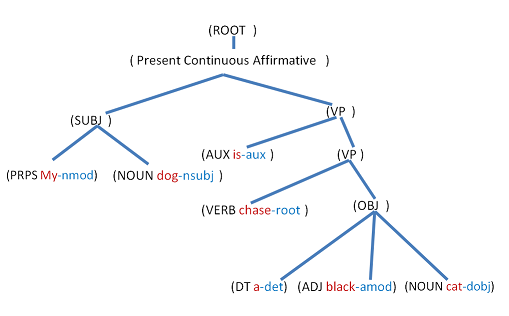 (ROOT )
( Present Continuous Affirmative )
(SUBJ )
(VP )
(AUX is-aux )
(VP )
(PRPS My-nmod)
(NOUN dog-nsubj )
(VERB chase-root )
(OBJ )
(DT a-det)
(ADJ black-amod)
(NOUN cat-dobj)